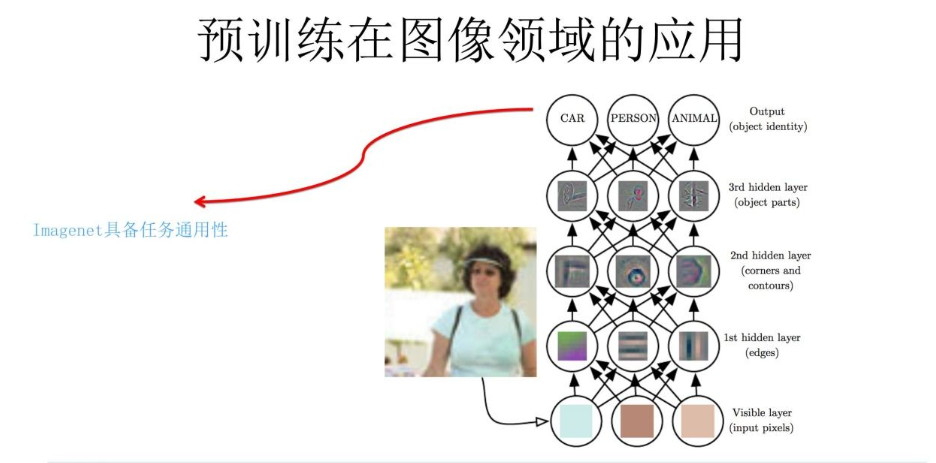 预训练在图像领域的应用
CAR PERSON ANIMAL
Output
(object identity)
3rd hidden layer
(object parts)
Imagenet具备任务通用性
2nd hidden layer
(corners and
contours)
1st hidden layer
(edges)
Visible layer
(input pixels)